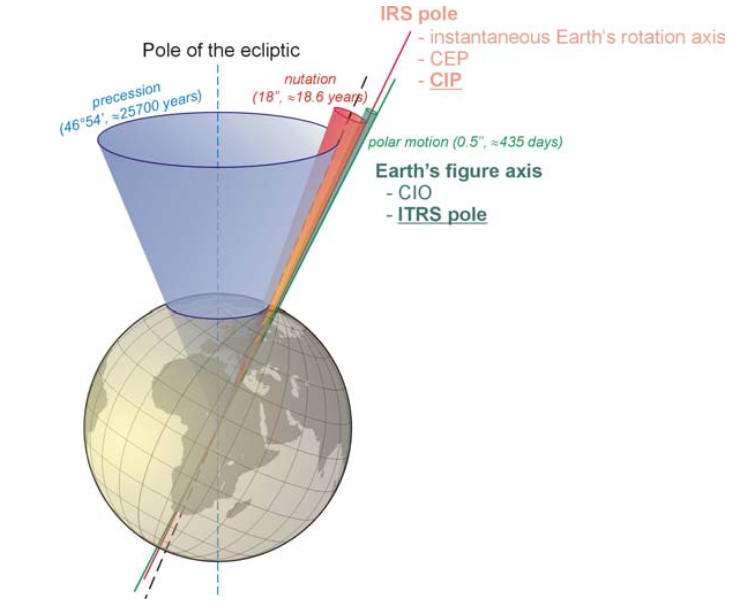 IRS pole
- instantaneous Earth's rotation axis
- CEP
- CIP
Pole of the ecliptic
precession
(46°54', ≈25700 years)
nutation
(18", ≈18.6 years)
polar motion (0.5", ≈435 days)
Earth's figure axis
- CIO
- ITRS pole